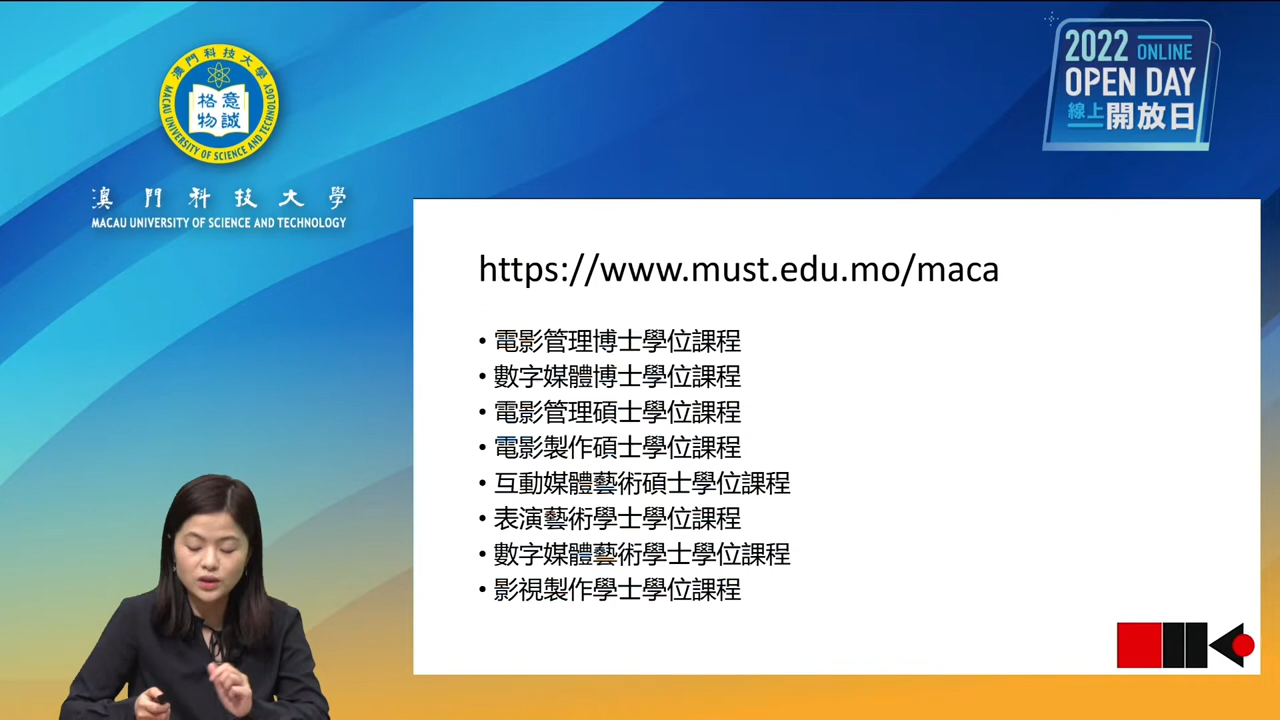 澳門科技大學
MACAU UNIVERSITY OF SCIENCE AND TECHNOLOGY
格意
物誠
澳門科技大學
MACAU UNIVERSITY OF SCIENCE AND TECHNOLOGY
2022 ONLINE
OPEN DAY
線上開放日
https://www.must.edu.mo/maca
• 電影管理博士學位課程
• 數字媒體博士學位課程
• 電影管理碩士學位課程
• 電影製作碩士學位課程
• 互動媒體藝術碩士學位課程
• 表演藝術學士學位課程
• 數字媒體藝術學士學位課程
• 影視製作學士學位課程